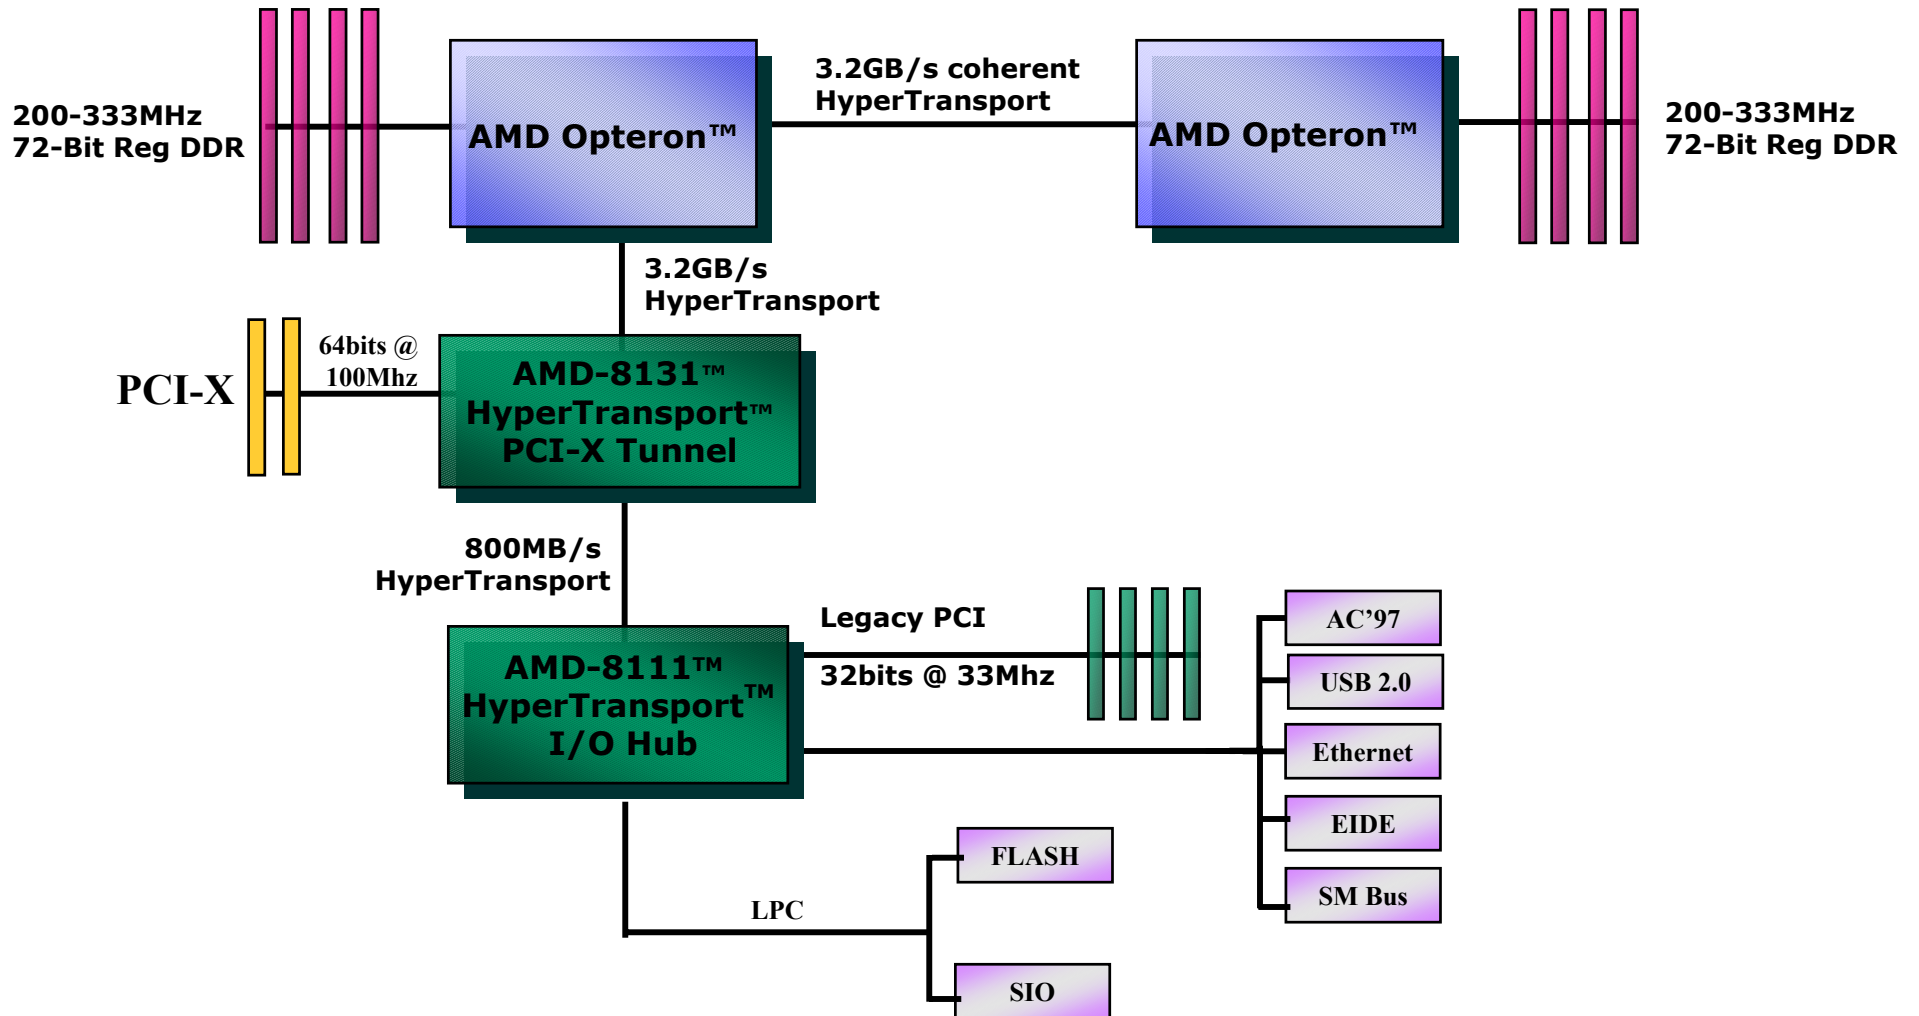 3.2GB/s coherent
HyperTransport
200-333MHz
72-Bit Reg DDR
AMD Opteron™
AMD Opteron™
200-333MHz
72-Bit Reg DDR
3.2GB/s
HyperTransport
PCI-X
64bits @
100Mhz
AMD-8131™
HyperTransport™
PCI-X Tunnel
800MB/s
HyperTransport
Legacy PCI
32bits @ 33Mhz
AMD-8111™
HyperTransport™
I/O Hub
AC’97
USB 2.0
Ethernet
EIDE
SM Bus
LPC
FLASH
SIO